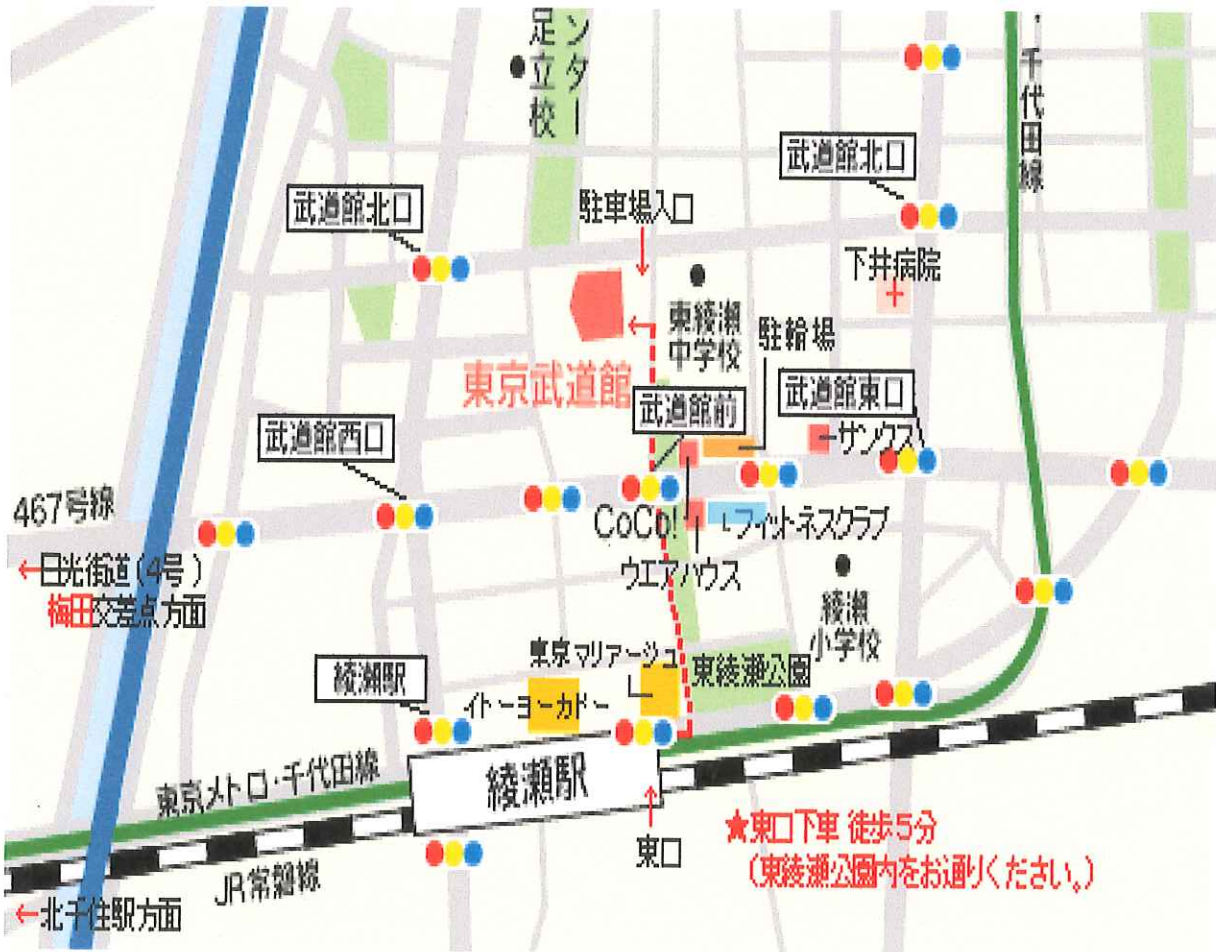 ンター
足立校
・千代田線
武道館北口
武道館北口
駐車場入口
下井病院
東綾瀬
中学校
駐輪場
東京武道館
武道館前
武道館東口
武道館西口
サンクス
467号線
CoCo!
フィットネスクラブ
ウエアハウス
←日光街道(4号)
梅田交差点方面
綾瀬
小学校
東京マリアージュ
東綾瀬公園
綾瀬駅
イトーヨーカドー
東京メトロ・千代田線
綾瀬駅
東口
★東口下車 徒歩5分
(東綾瀬公園内をお通りください。)
JR常磐線
←北千住駅方面